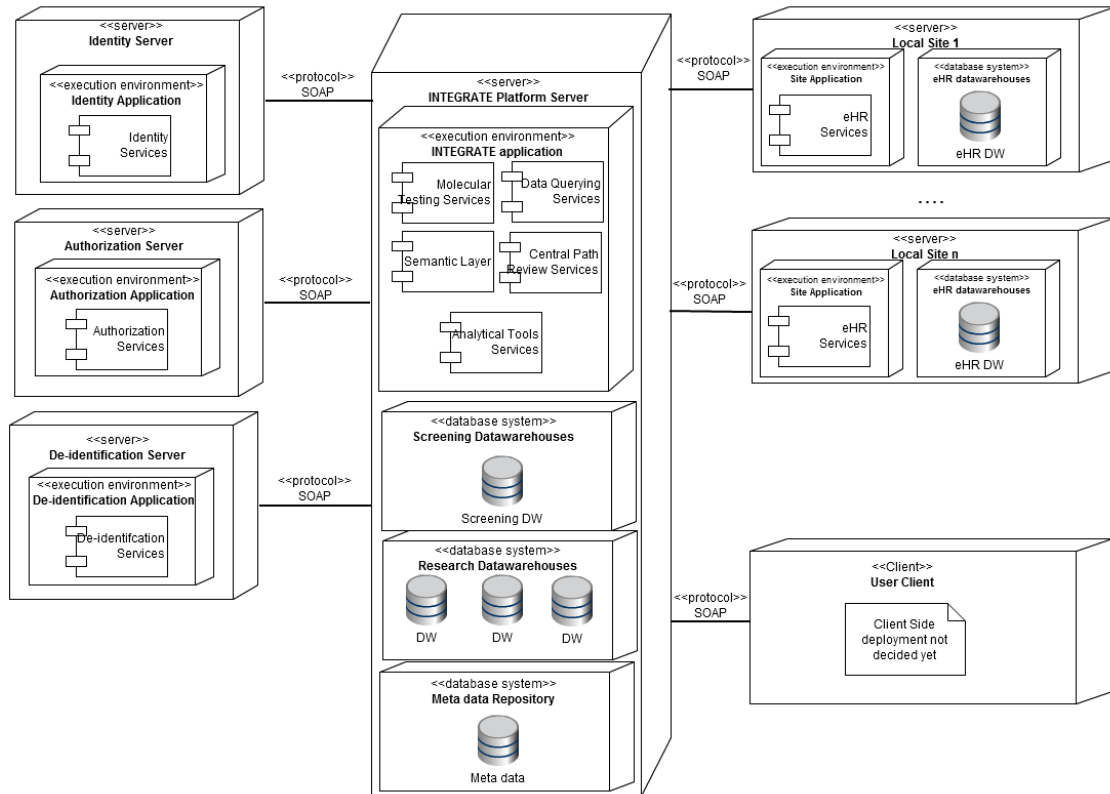 <<server>>
Identity Server
<<execution environment>>
Identity Application
Identity
Services
<<protocol>>
SOAP
<<server>>
Authorization Server
<<execution environment>>
Authorization Application
Authorization
Services
<<protocol>>
SOAP
<<server>>
De-identification Server
<<execution environment>>
De-identification Application
De-identifcation
Services
<<protocol>>
SOAP
<<server>>
INTEGRATE Platform Server
<<execution environment>>
INTEGRATE application
Molecular
Testing Services
Data Querying
Services
Semantic Layer
Central Path
Review Services
Analytical Tools
Services
<<database system>>
Screening Datawarehouses
Screening DW
<<database system>>
Research Datawarehouses
DW
DW
DW
<<database system>>
Meta data Repository
Meta data
<<protocol>>
SOAP
<<server>>
Local Site 1
<<execution environment>>
Site Application
eHR
Services
<<database system>>
eHR datawarehouses
eHR DW
....
<<protocol>>
SOAP
<<server>>
Local Site n
<<execution environment>>
Site Application
eHR
Services
<<database system>>
eHR datawarehouses
eHR DW
<<protocol>>
SOAP
<<Client>>
User Client
Client Side
deployment not
decided yet